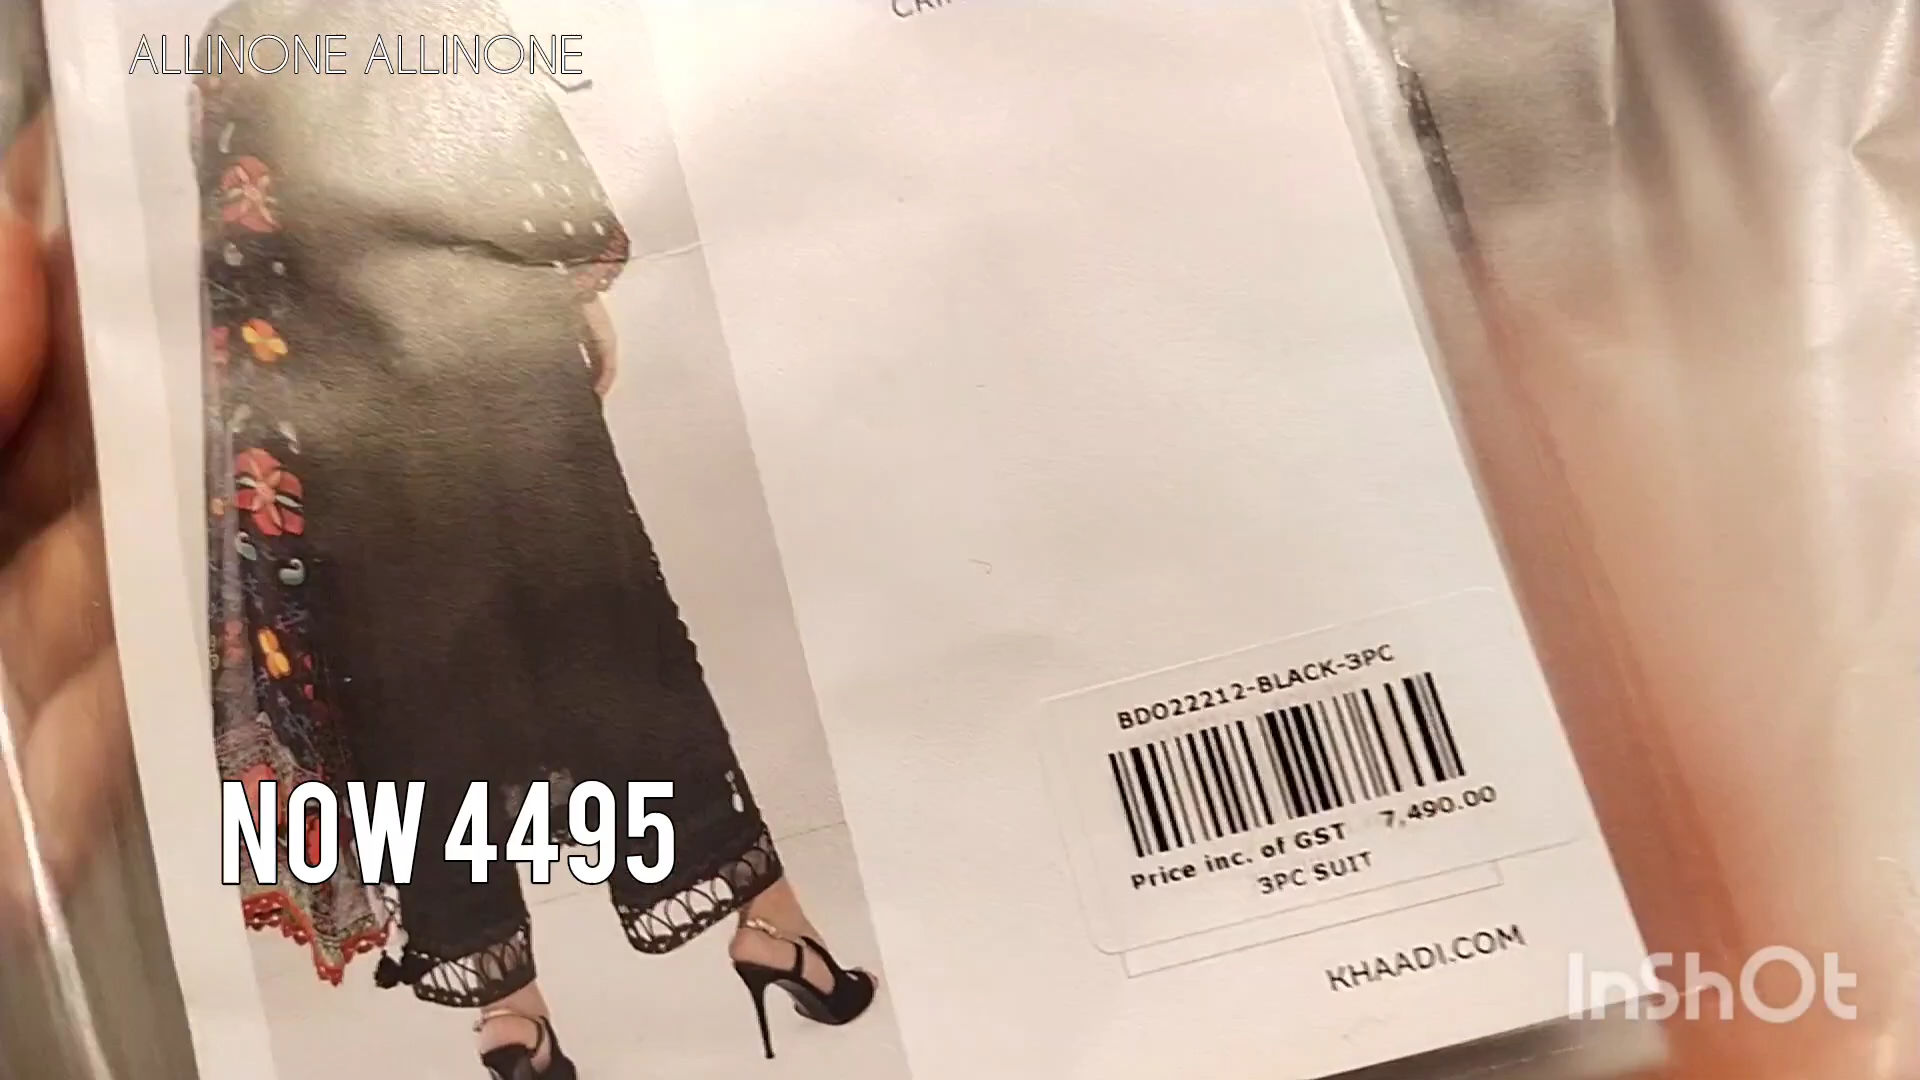 ALLINONE ALLINONE
BDO22212-BLACK-3PC
Price inc. of GST 7,490.00
3PC SUIT
NOW 4495
KHAADI.COM
InShOt